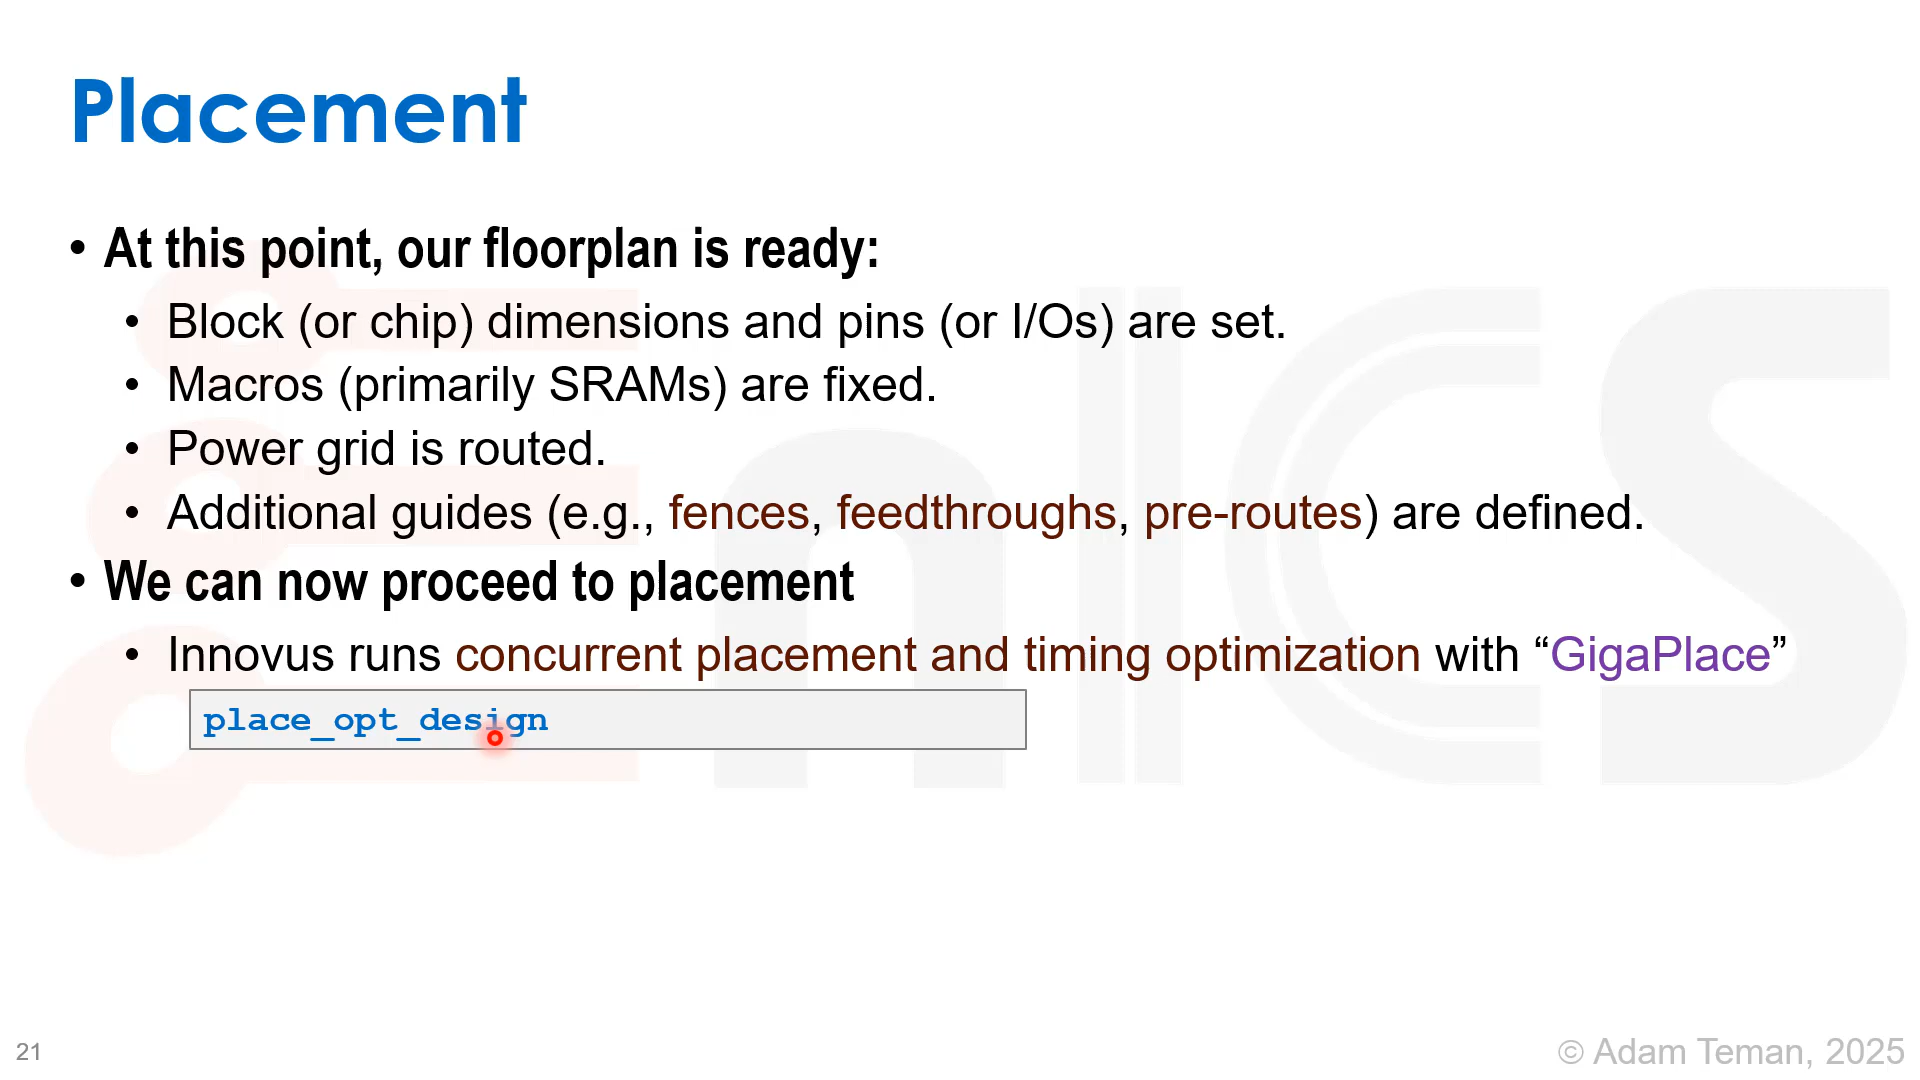 Placement
• At this point, our floorplan is ready:
• Block (or chip) dimensions and pins (or I/Os) are set.
• Macros (primarily SRAMs) are fixed.
• Power grid is routed.
• Additional guides (e.g., fences, feedthroughs, pre-routes) are defined.
• We can now proceed to placement
• Innovus runs concurrent placement and timing optimization with “GigaPlace”
place_opt_design
21
© Adam Teman, 2025
EnICS